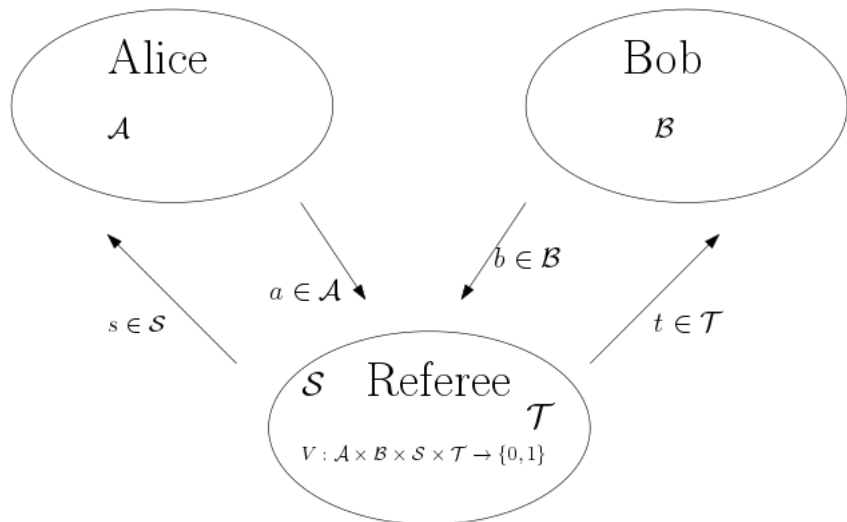 Alice
Bob
𝒜
ℬ
a ∈ 𝒜
b ∈ ℬ
s ∈ 𝒮
t ∈ 𝒯
𝒮 Referee
𝒯
V : 𝒜 × ℬ × 𝒮 × 𝒯 → {0, 1}